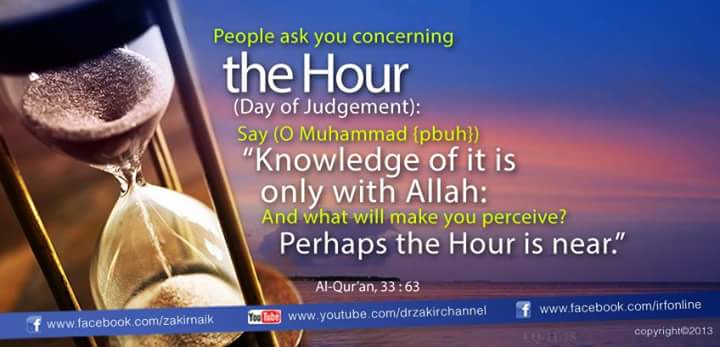 People ask you concerning
the Hour
(Day of Judgement):
Say (O Muhammad {pbuh})
“Knowledge of it is
only with Allah:
And what will make you perceive?
Perhaps the Hour is near.”
Al-Qur'an, 33 : 63
f www.facebook.com/zakirnaik
You Tube www.youtube.com/drzakirchannel
f www.facebook.com/irfonline
copyright©2013